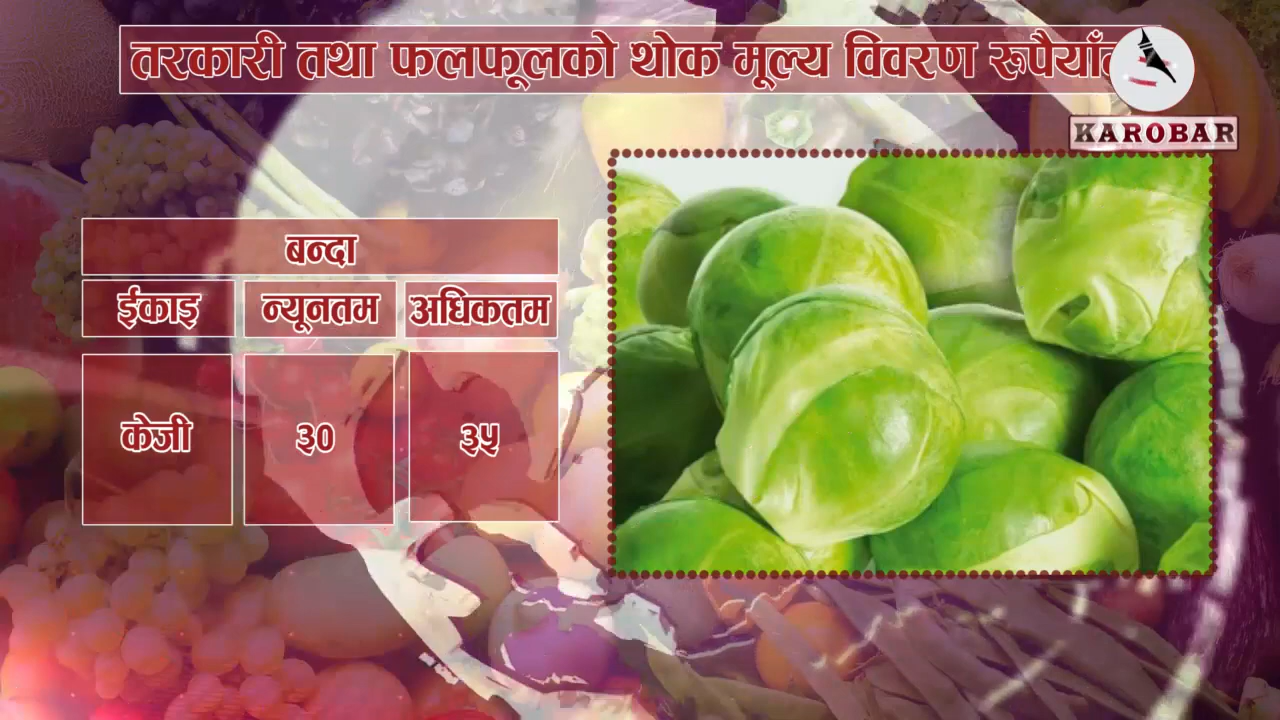 तरकारी तथा फलफूलको थोक मूल्य विवरण
KAROBAR
बन्दा
ईकाइ न्यूनतम अधिकतम
केजी ३० ३५